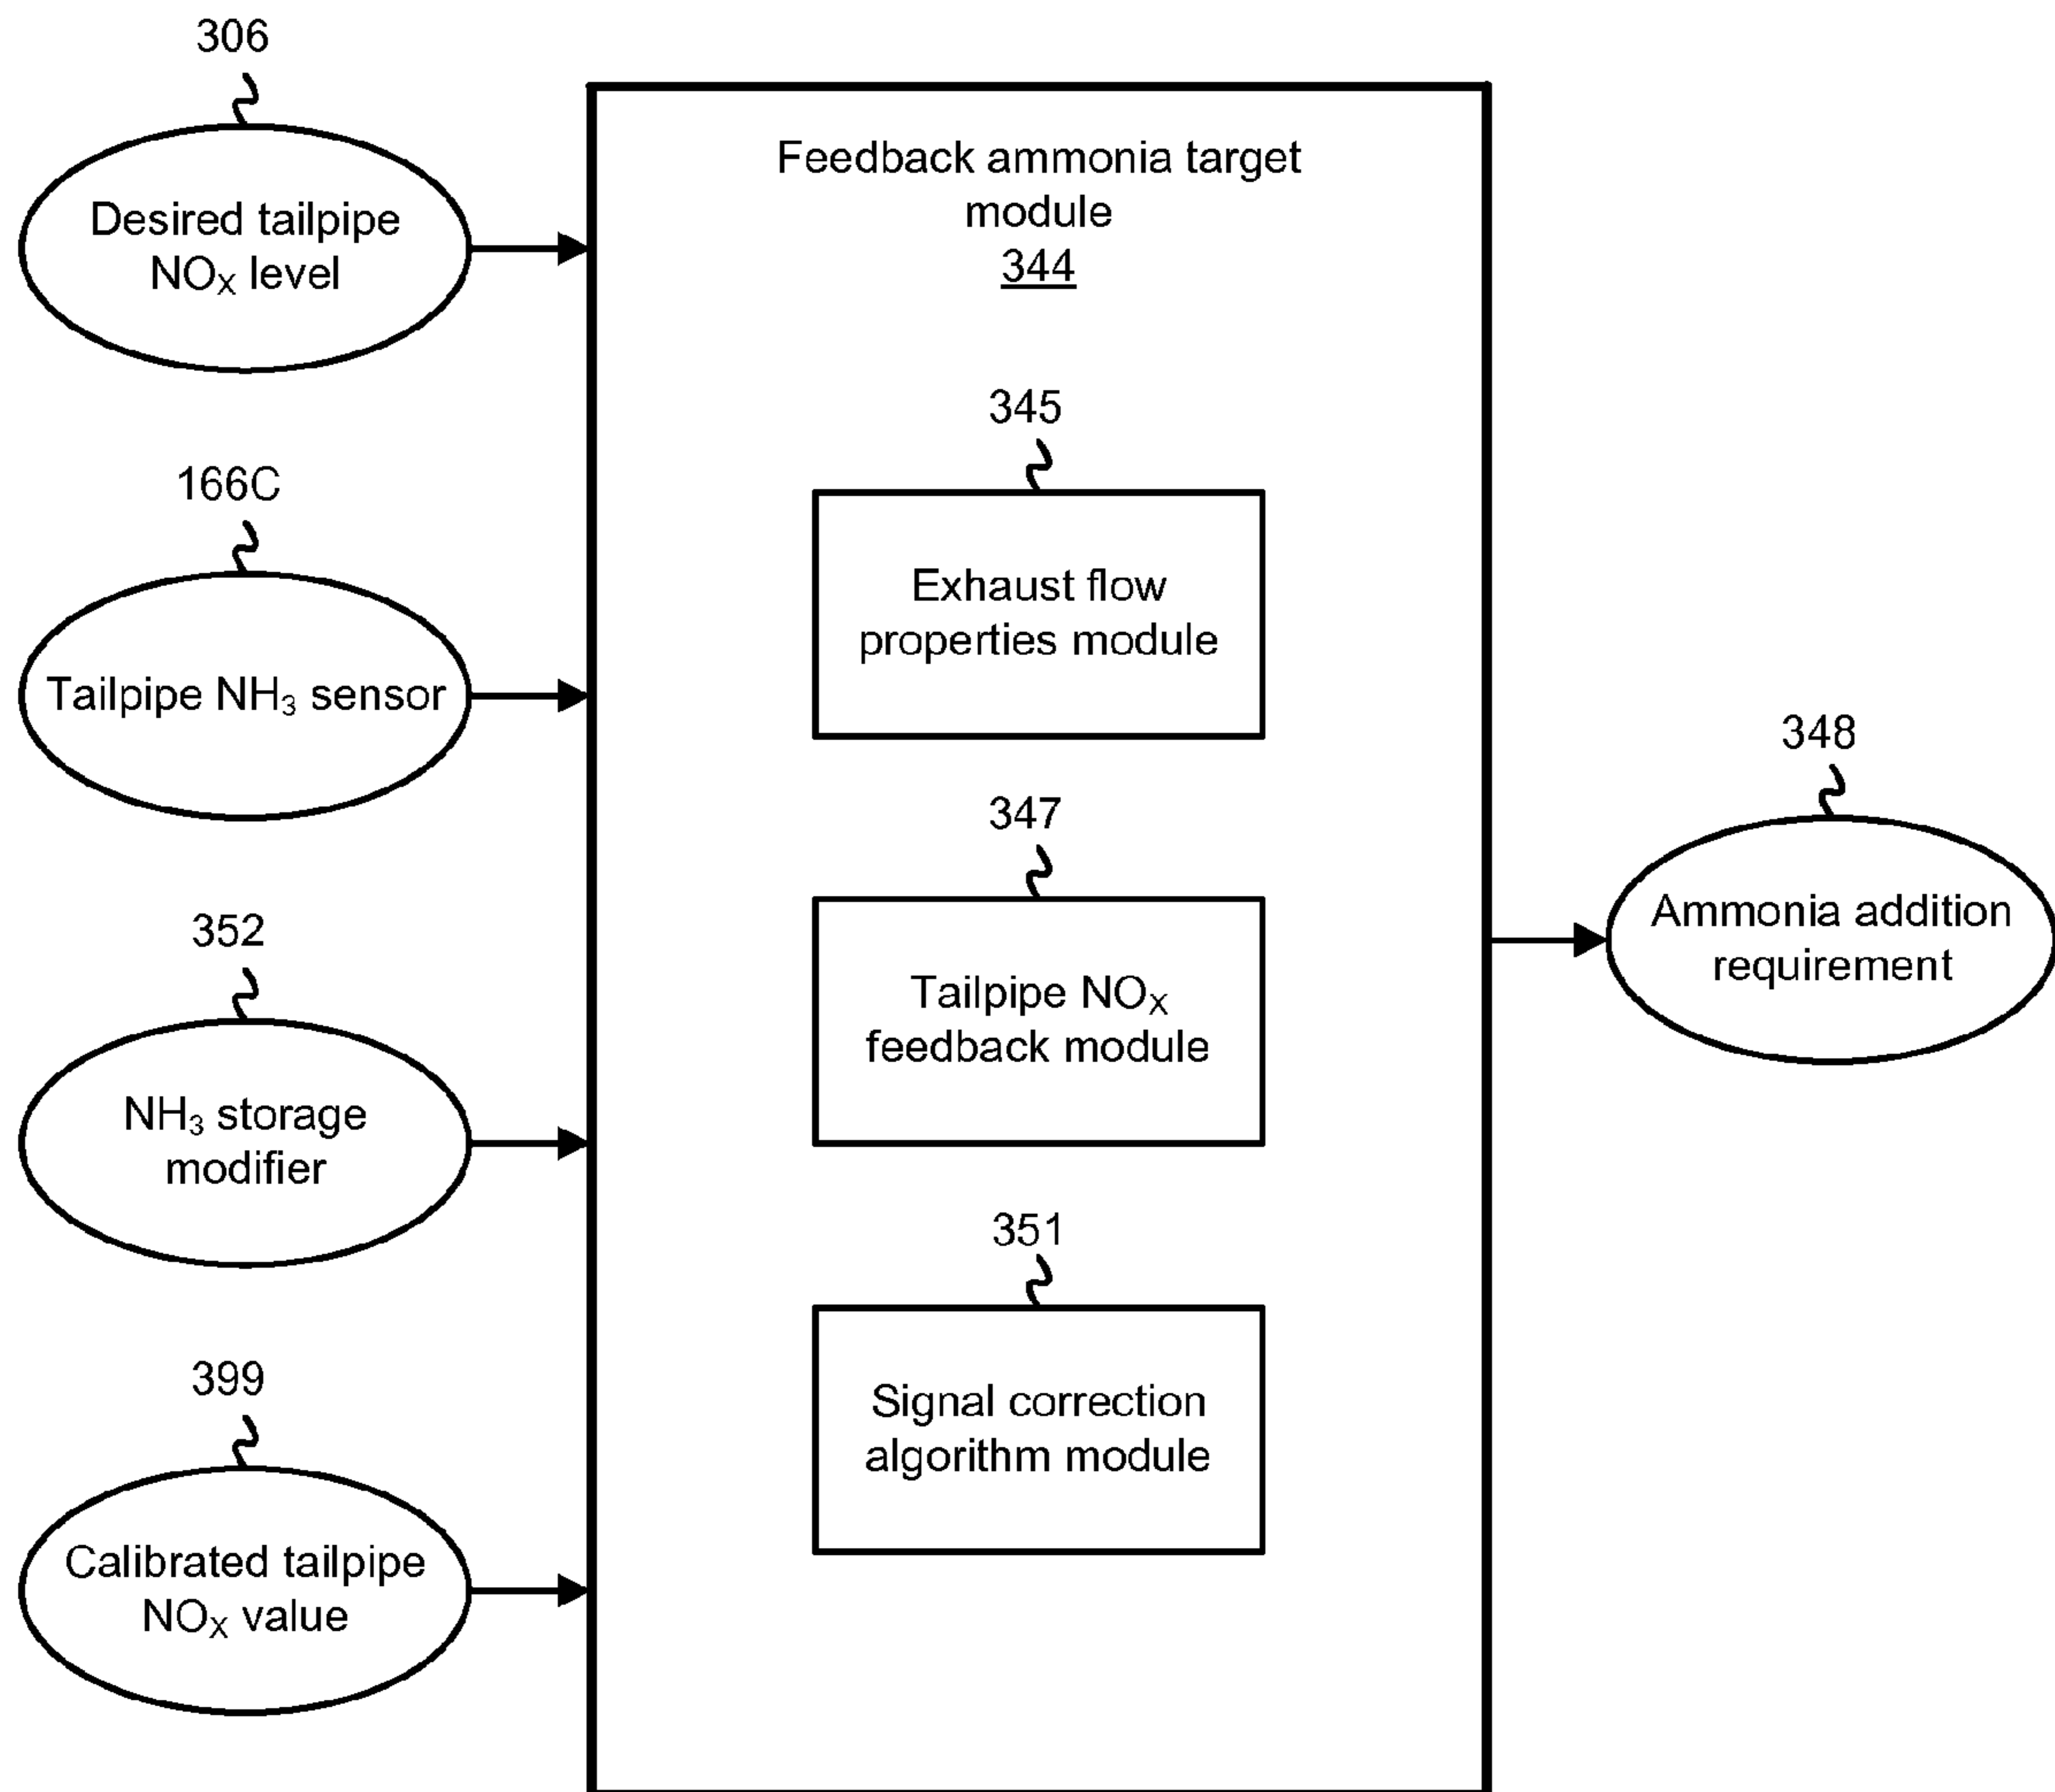 306
Desired tailpipe
NOX level
166C
Tailpipe NH3 sensor
352
NH3 storage
modifier
399
Calibrated tailpipe
NOX value
Feedback ammonia target
module
344
345
Exhaust flow
properties module
347
Tailpipe NOX
feedback module
351
Signal correction
algorithm module
348
Ammonia addition
requirement